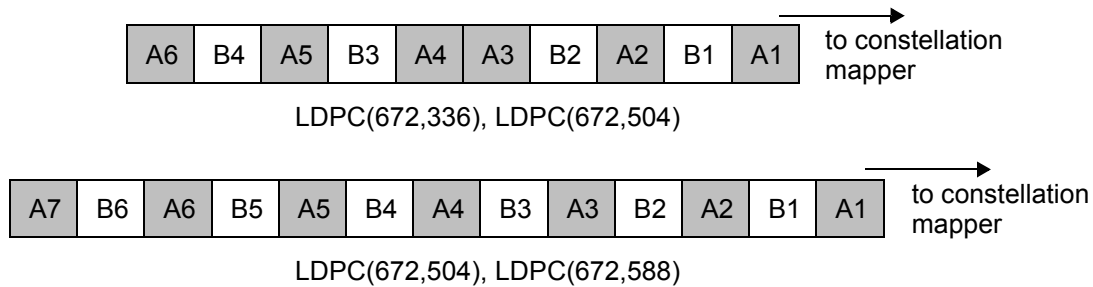 A6 B4 A5 B3 A4 A3 B2 A2 B1 A1
to constellation
mapper
LDPC(672,336), LDPC(672,504)
A7 B6 A6 B5 A5 B4 A4 B3 A3 B2 A2 B1 A1
to constellation
mapper
LDPC(672,504), LDPC(672,588)